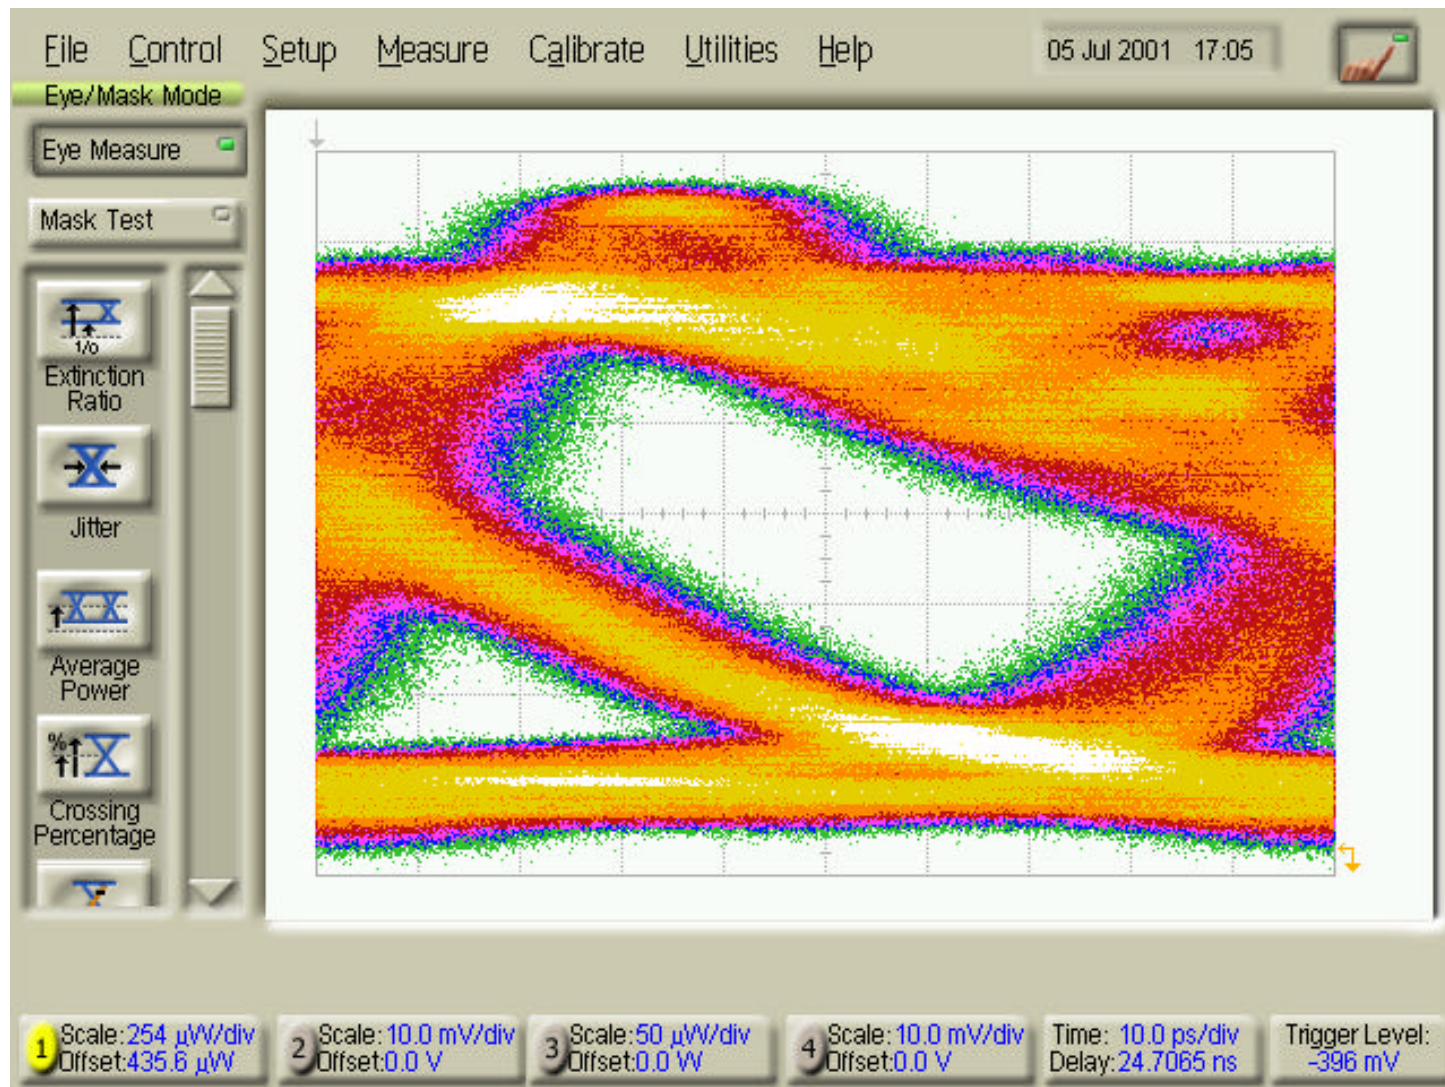 File Control Setup Measure Calibrate Utilities Help 05 Jul 2001 17:05
Eye/Mask Mode
Eye Measure
Mask Test
1/0
Extinction
Ratio
Jitter
Average
Power
%
Crossing
Percentage
1 Scale:254 µW/div
Offset:435.6 µW
2 Scale:10.0 mV/div
Offset:0.0 V
3 Scale:50 µW/div
Offset:0.0 W
4 Scale:10.0 mV/div
Offset:0.0 V
Time: 10.0 ps/div
Delay:24.7065 ns
Trigger Level:
-396 mV